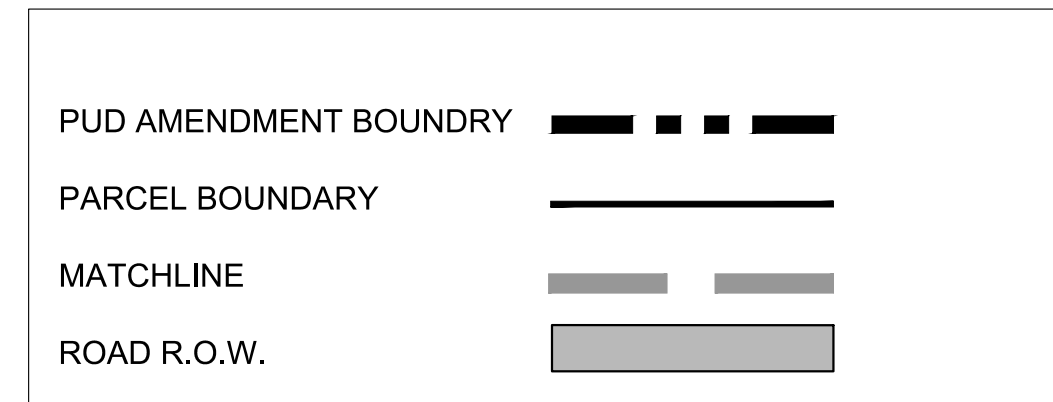 PUD AMENDMENT BOUNDRY
PARCEL BOUNDARY
MATCHLINE
ROAD R.O.W.